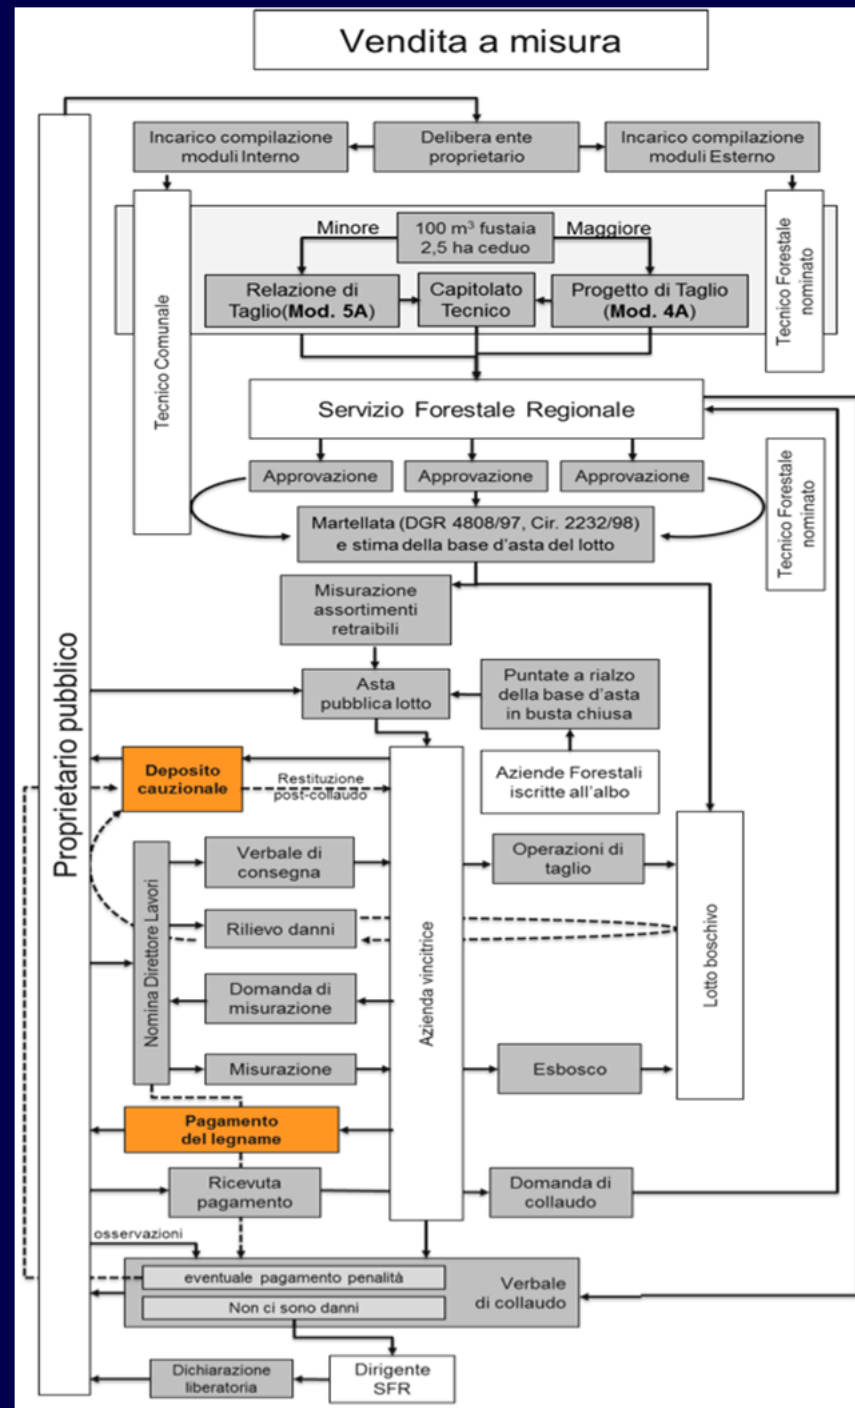 Vendita a misura
Incarico compilazione
moduli Interno
Delibera ente
proprietario
Incarico compilazione
moduli Esterno
Minore
100 m³ fustaia
2,5 ha ceduo
Maggiore
Relazione di
Taglio(Mod. 5A)
Capitolato
Tecnico
Progetto di Taglio
(Mod. 4A)
Tecnico Comunale
Tecnico Forestale
nominato
Servizio Forestale Regionale
Approvazione
Approvazione
Approvazione
Tecnico Forestale
nominato
Martellata (DGR 4808/97, Cir. 2232/98)
e stima della base d'asta del lotto
Misurazione
assortimenti
retraibili
Proprietario pubblico
Asta
pubblica lotto
Puntate a rialzo
della base d'asta
in busta chiusa
Deposito
cauzionale
Restituzione
post-collaudo
Aziende Forestali
iscritte all'albo
Nomina Direttore Lavori
Verbale di
consegna
Azienda vincitrice
Operazioni di
taglio
Lotto boschivo
Rilievo danni
Domanda di
misurazione
Misurazione
Esbosco
Pagamento
del legname
Ricevuta
pagamento
Domanda di
collaudo
osservazioni
eventuale pagamento penalità
Non ci sono danni
Verbale
di collaudo
Dichiarazione
liberatoria
Dirigente
SFR